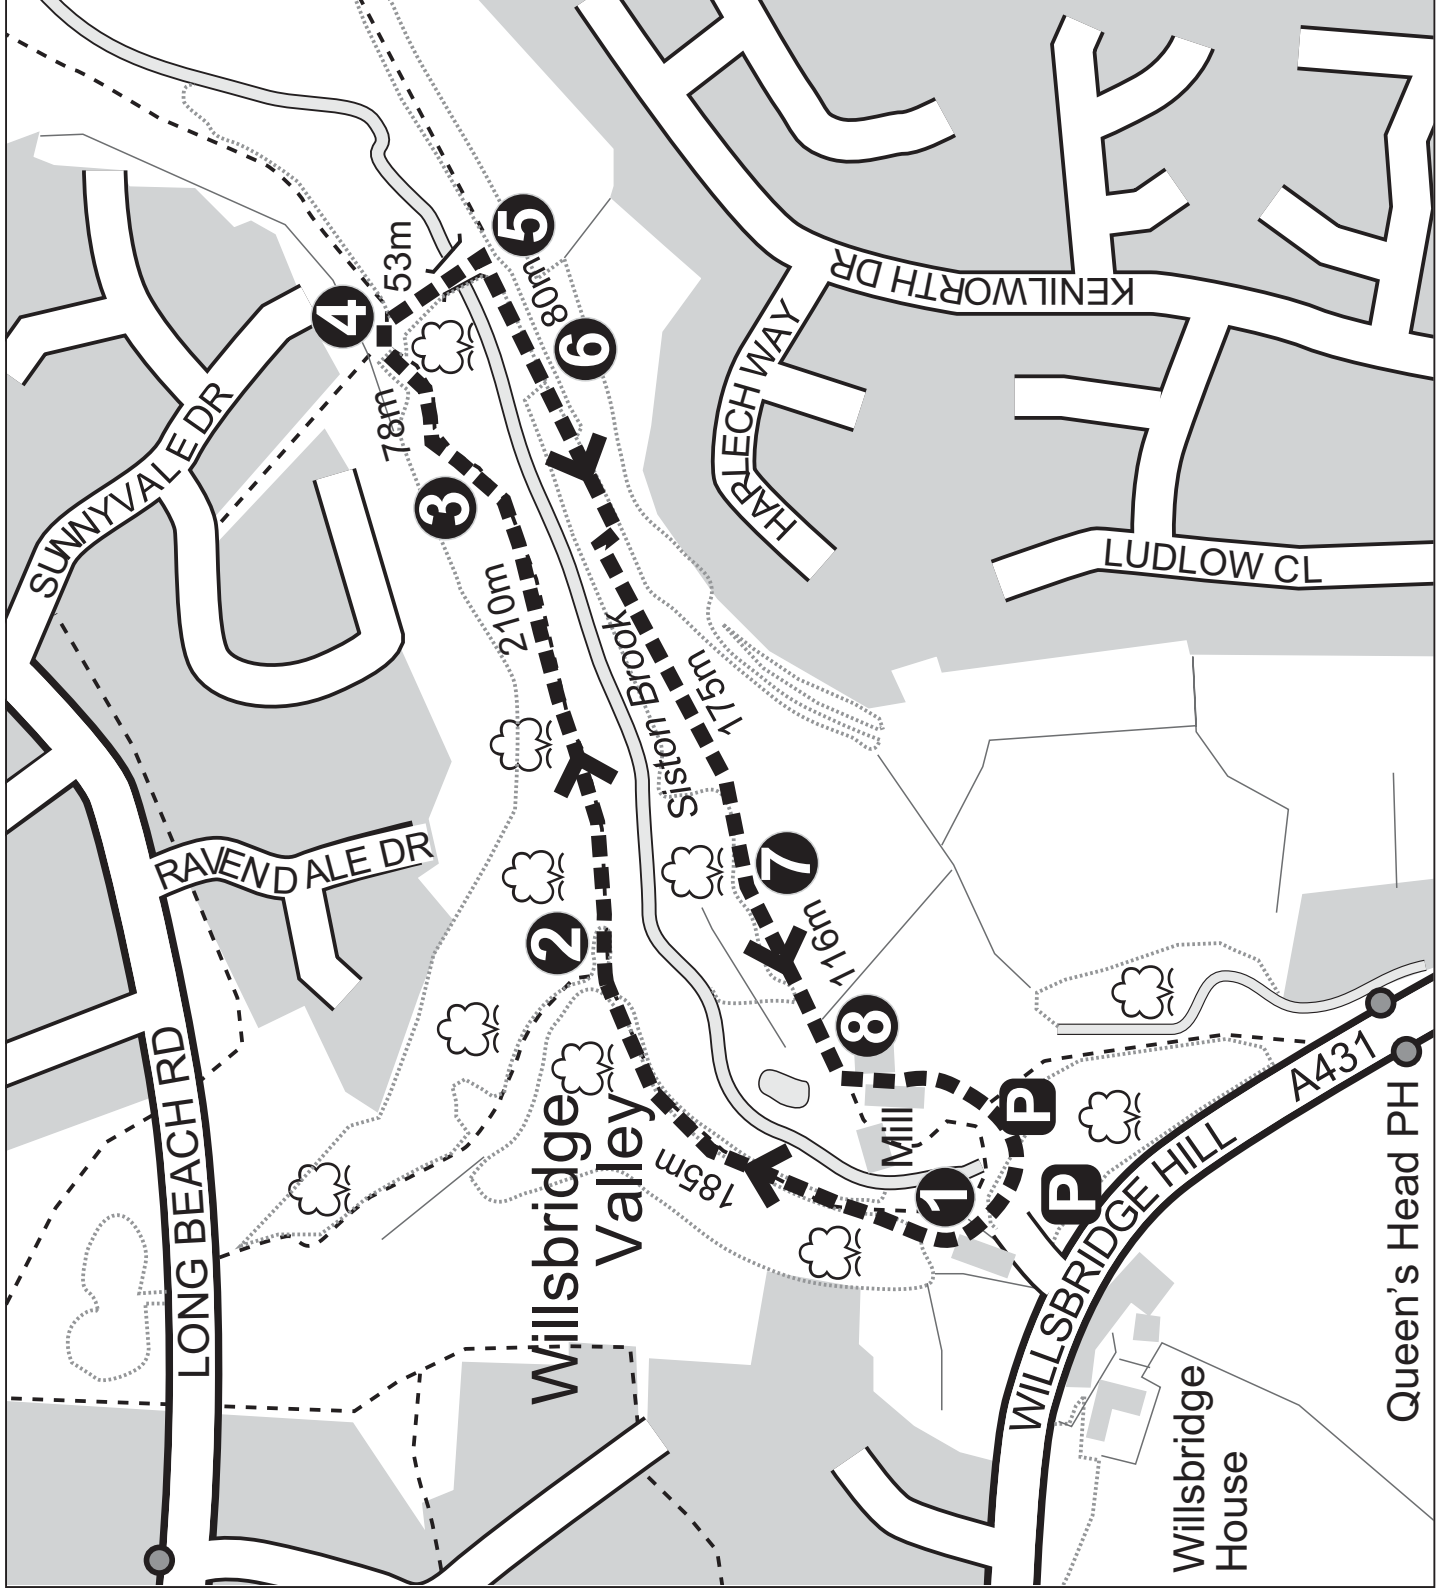 SUNNYVALE DR
4
53m
5
80m
6
78m
3
210m
2
LONG BEACH RD
RAVENDALE DR
Willsbridge
Valley
185m
1
Siston Brook
175m
7
116m
8
Mill
P
P
KENILWORTH DR
HARLECH WAY
LUDLOW CL
WILLSBRIDGE HILL
A431
Queen's Head PH
Willsbridge
House